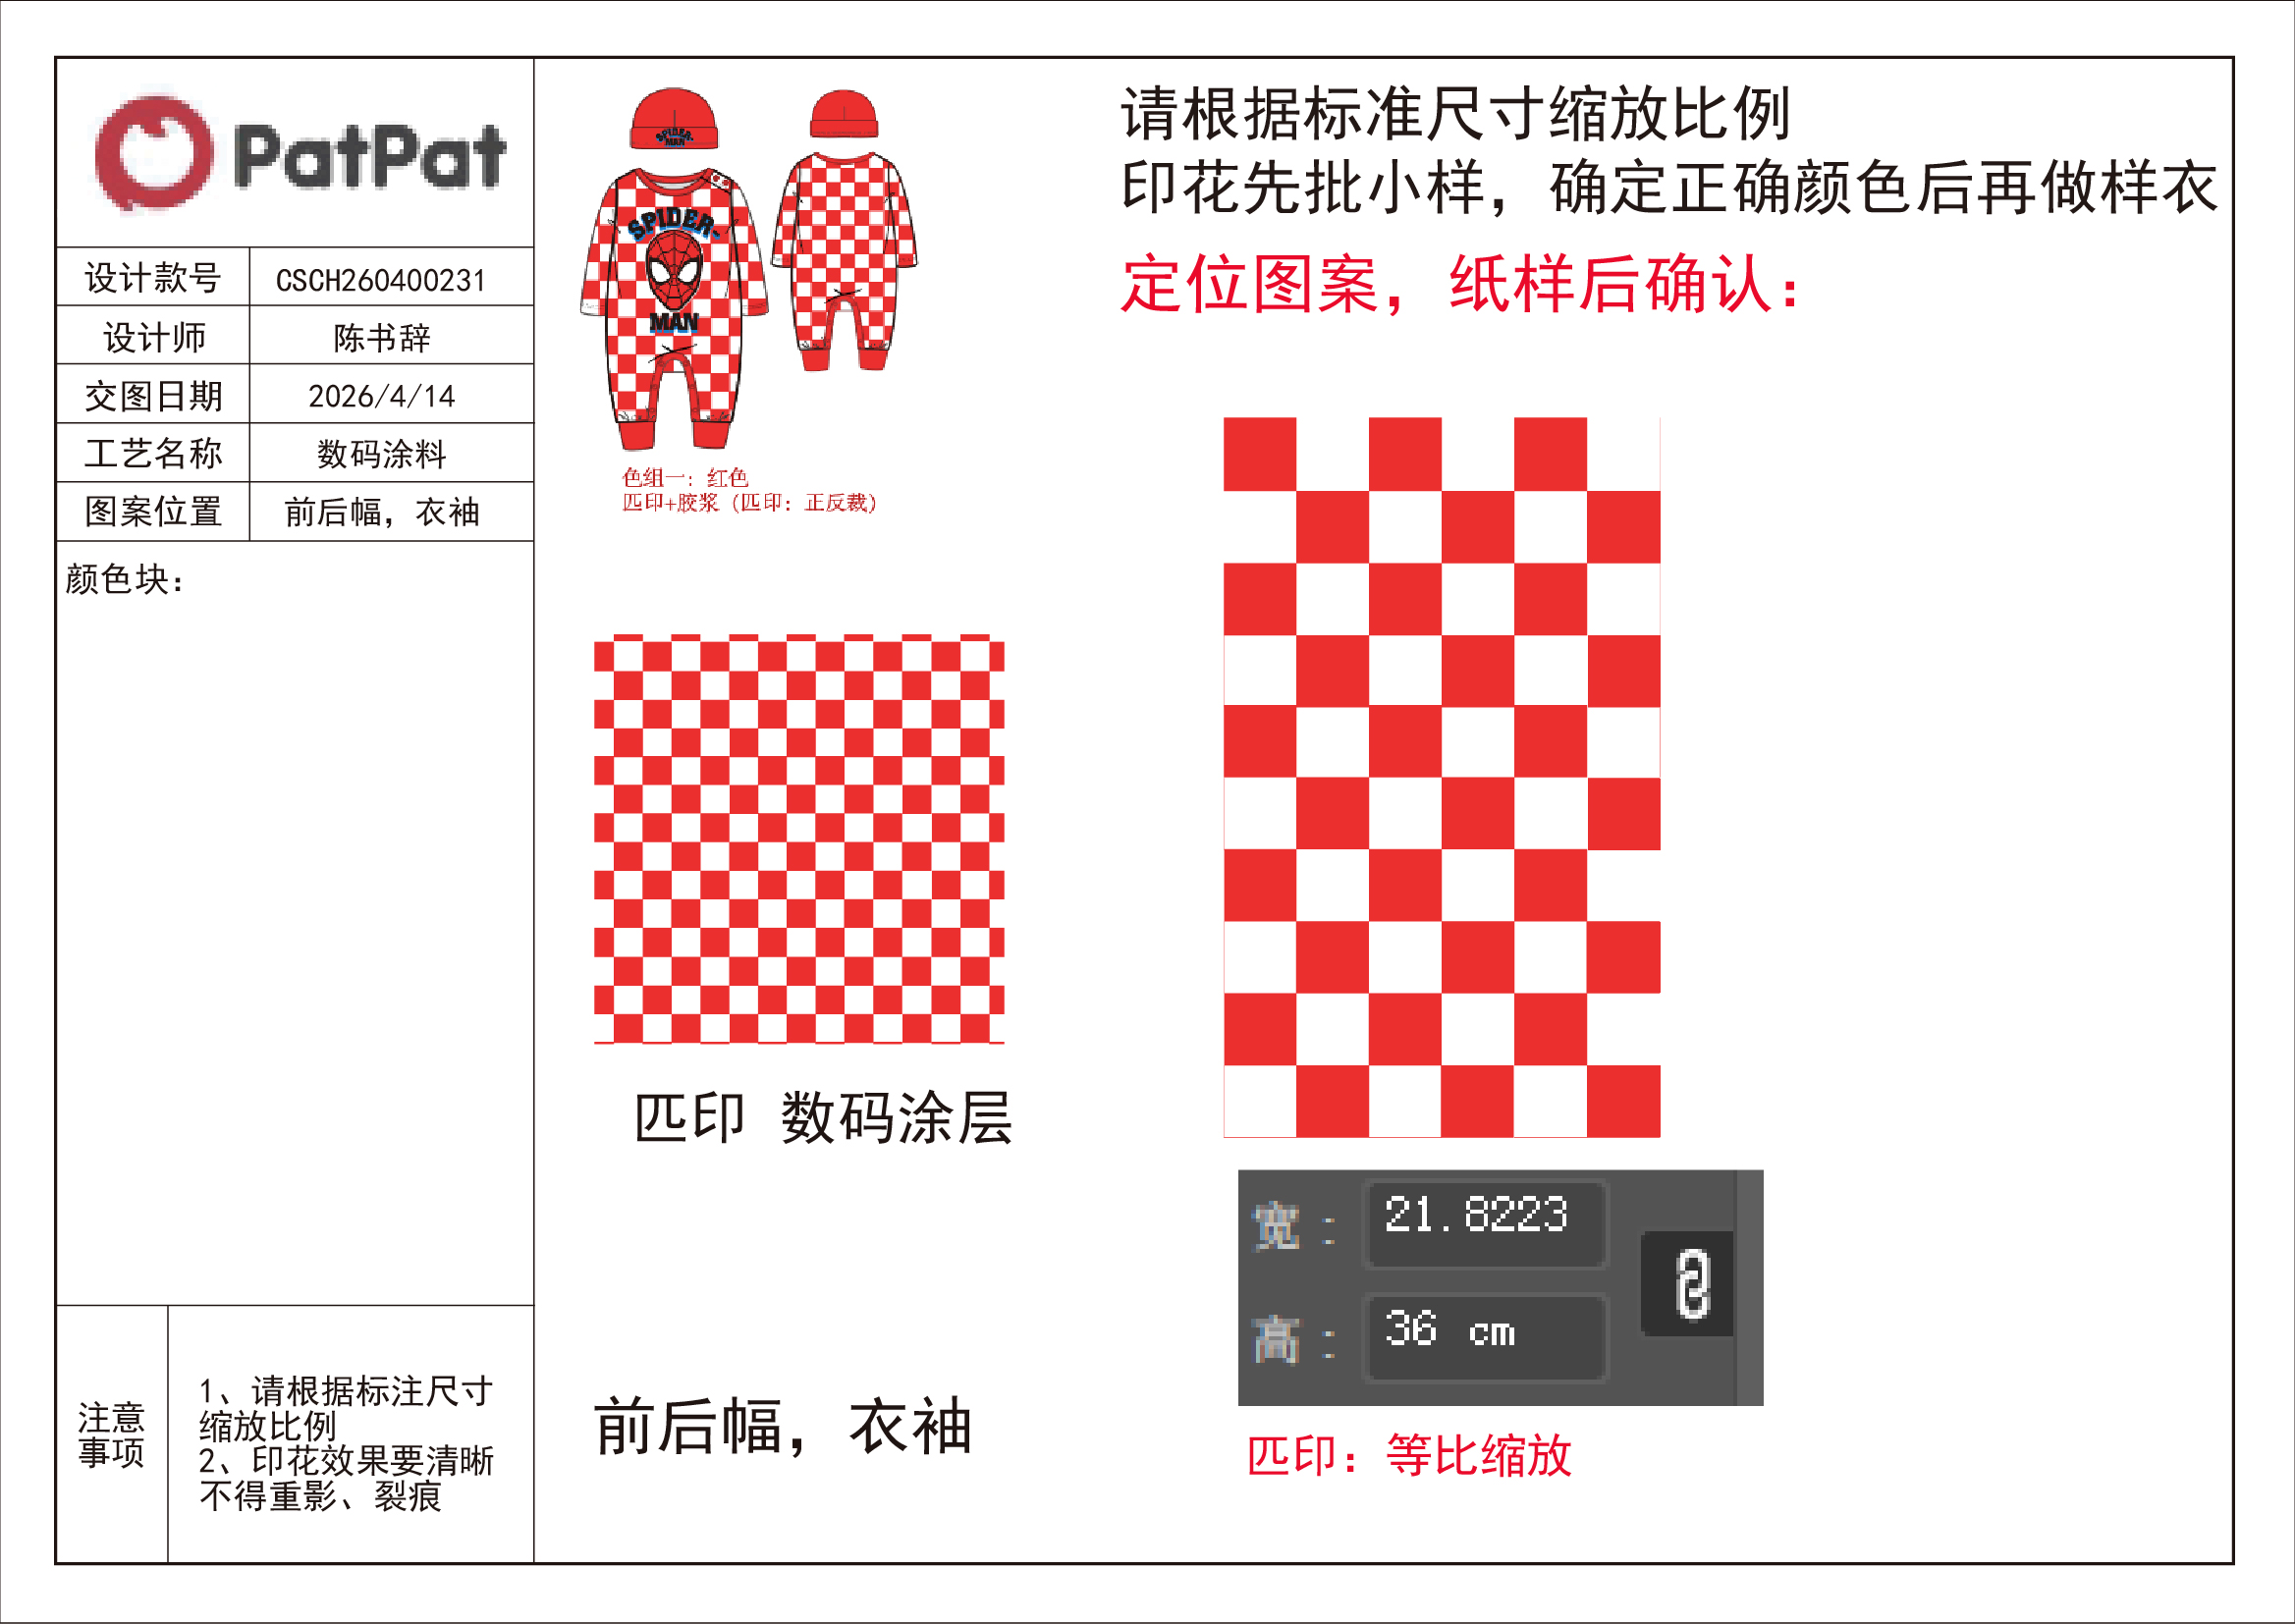 PatPat
设计款号 CSCH260400231
设计师 陈书辞
交图日期 2026/4/14
工艺名称 数码涂料
图案位置 前后幅，衣袖
颜色块：
注意
事项
1、请根据标注尺寸
缩放比例
2、印花效果要清晰
不得重影、裂痕
SPIDER-
MAN
SPIDER-
MAN
色组一：红色
匹印+胶浆（匹印：正反裁）
匹印 数码涂层
前后幅，衣袖
请根据标准尺寸缩放比例
印花先批小样，确定正确颜色后再做样衣
定位图案，纸样后确认：
宽：21.8223
高：36 cm
匹印：等比缩放